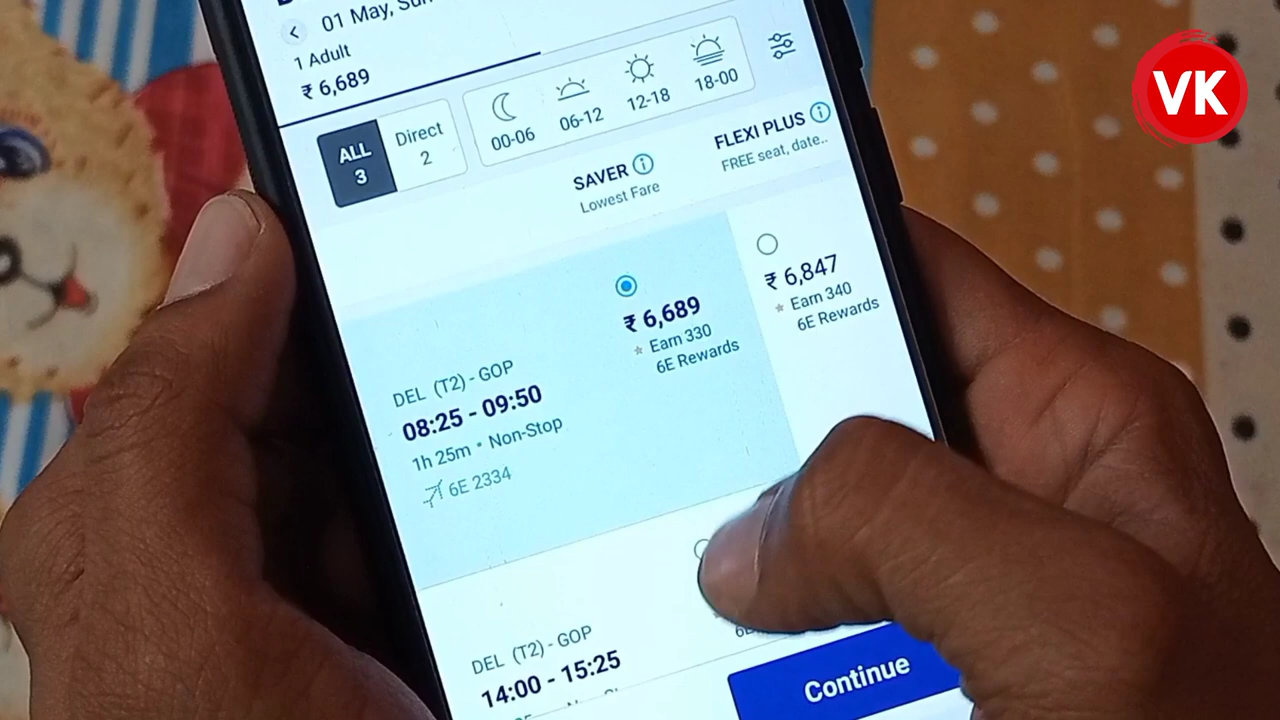 01 May, Sun
1 Adult
₹ 6,689
ALL
3
Direct
2
00-06
06-12
12-18
18-00
SAVER
Lowest Fare
FLEXI PLUS
FREE seat, date..
₹ 6,689
Earn 330
6E Rewards
₹ 6,847
Earn 340
6E Rewards
DEL (T2) - GOP
08:25 - 09:50
1h 25m • Non-Stop
6E 2334
DEL (T2) - GOP
14:00 - 15:25
Continue
VK